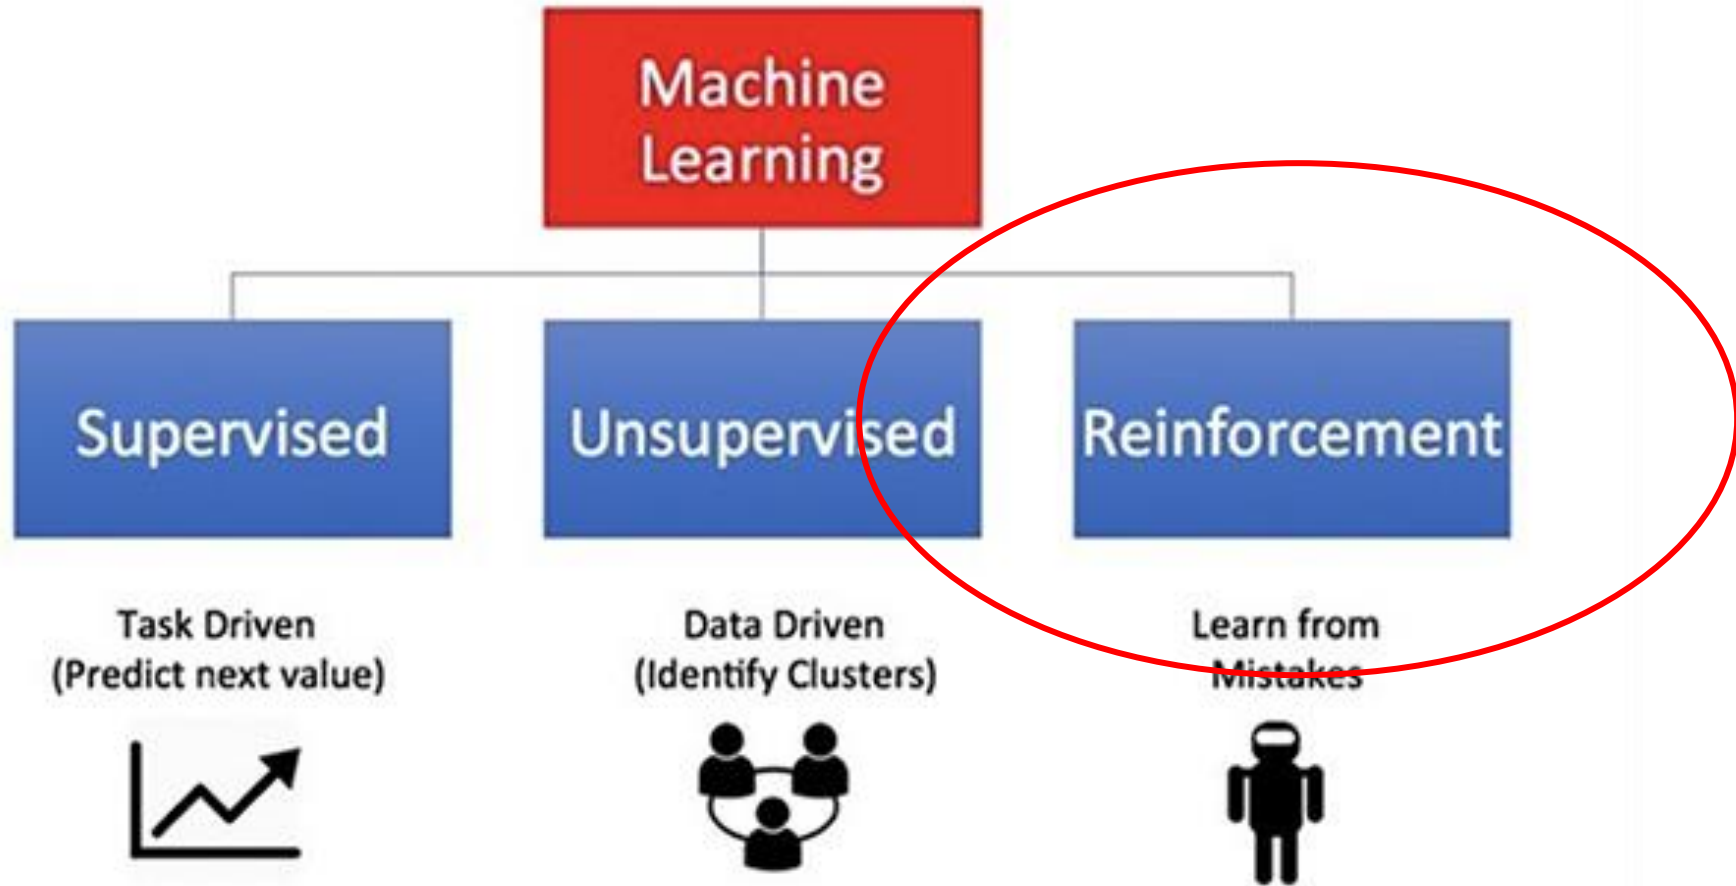 Machine
Learning
Supervised
Unsupervised
Reinforcement
Task Driven
(Predict next value)
Data Driven
(Identify Clusters)
Learn from
Mistakes